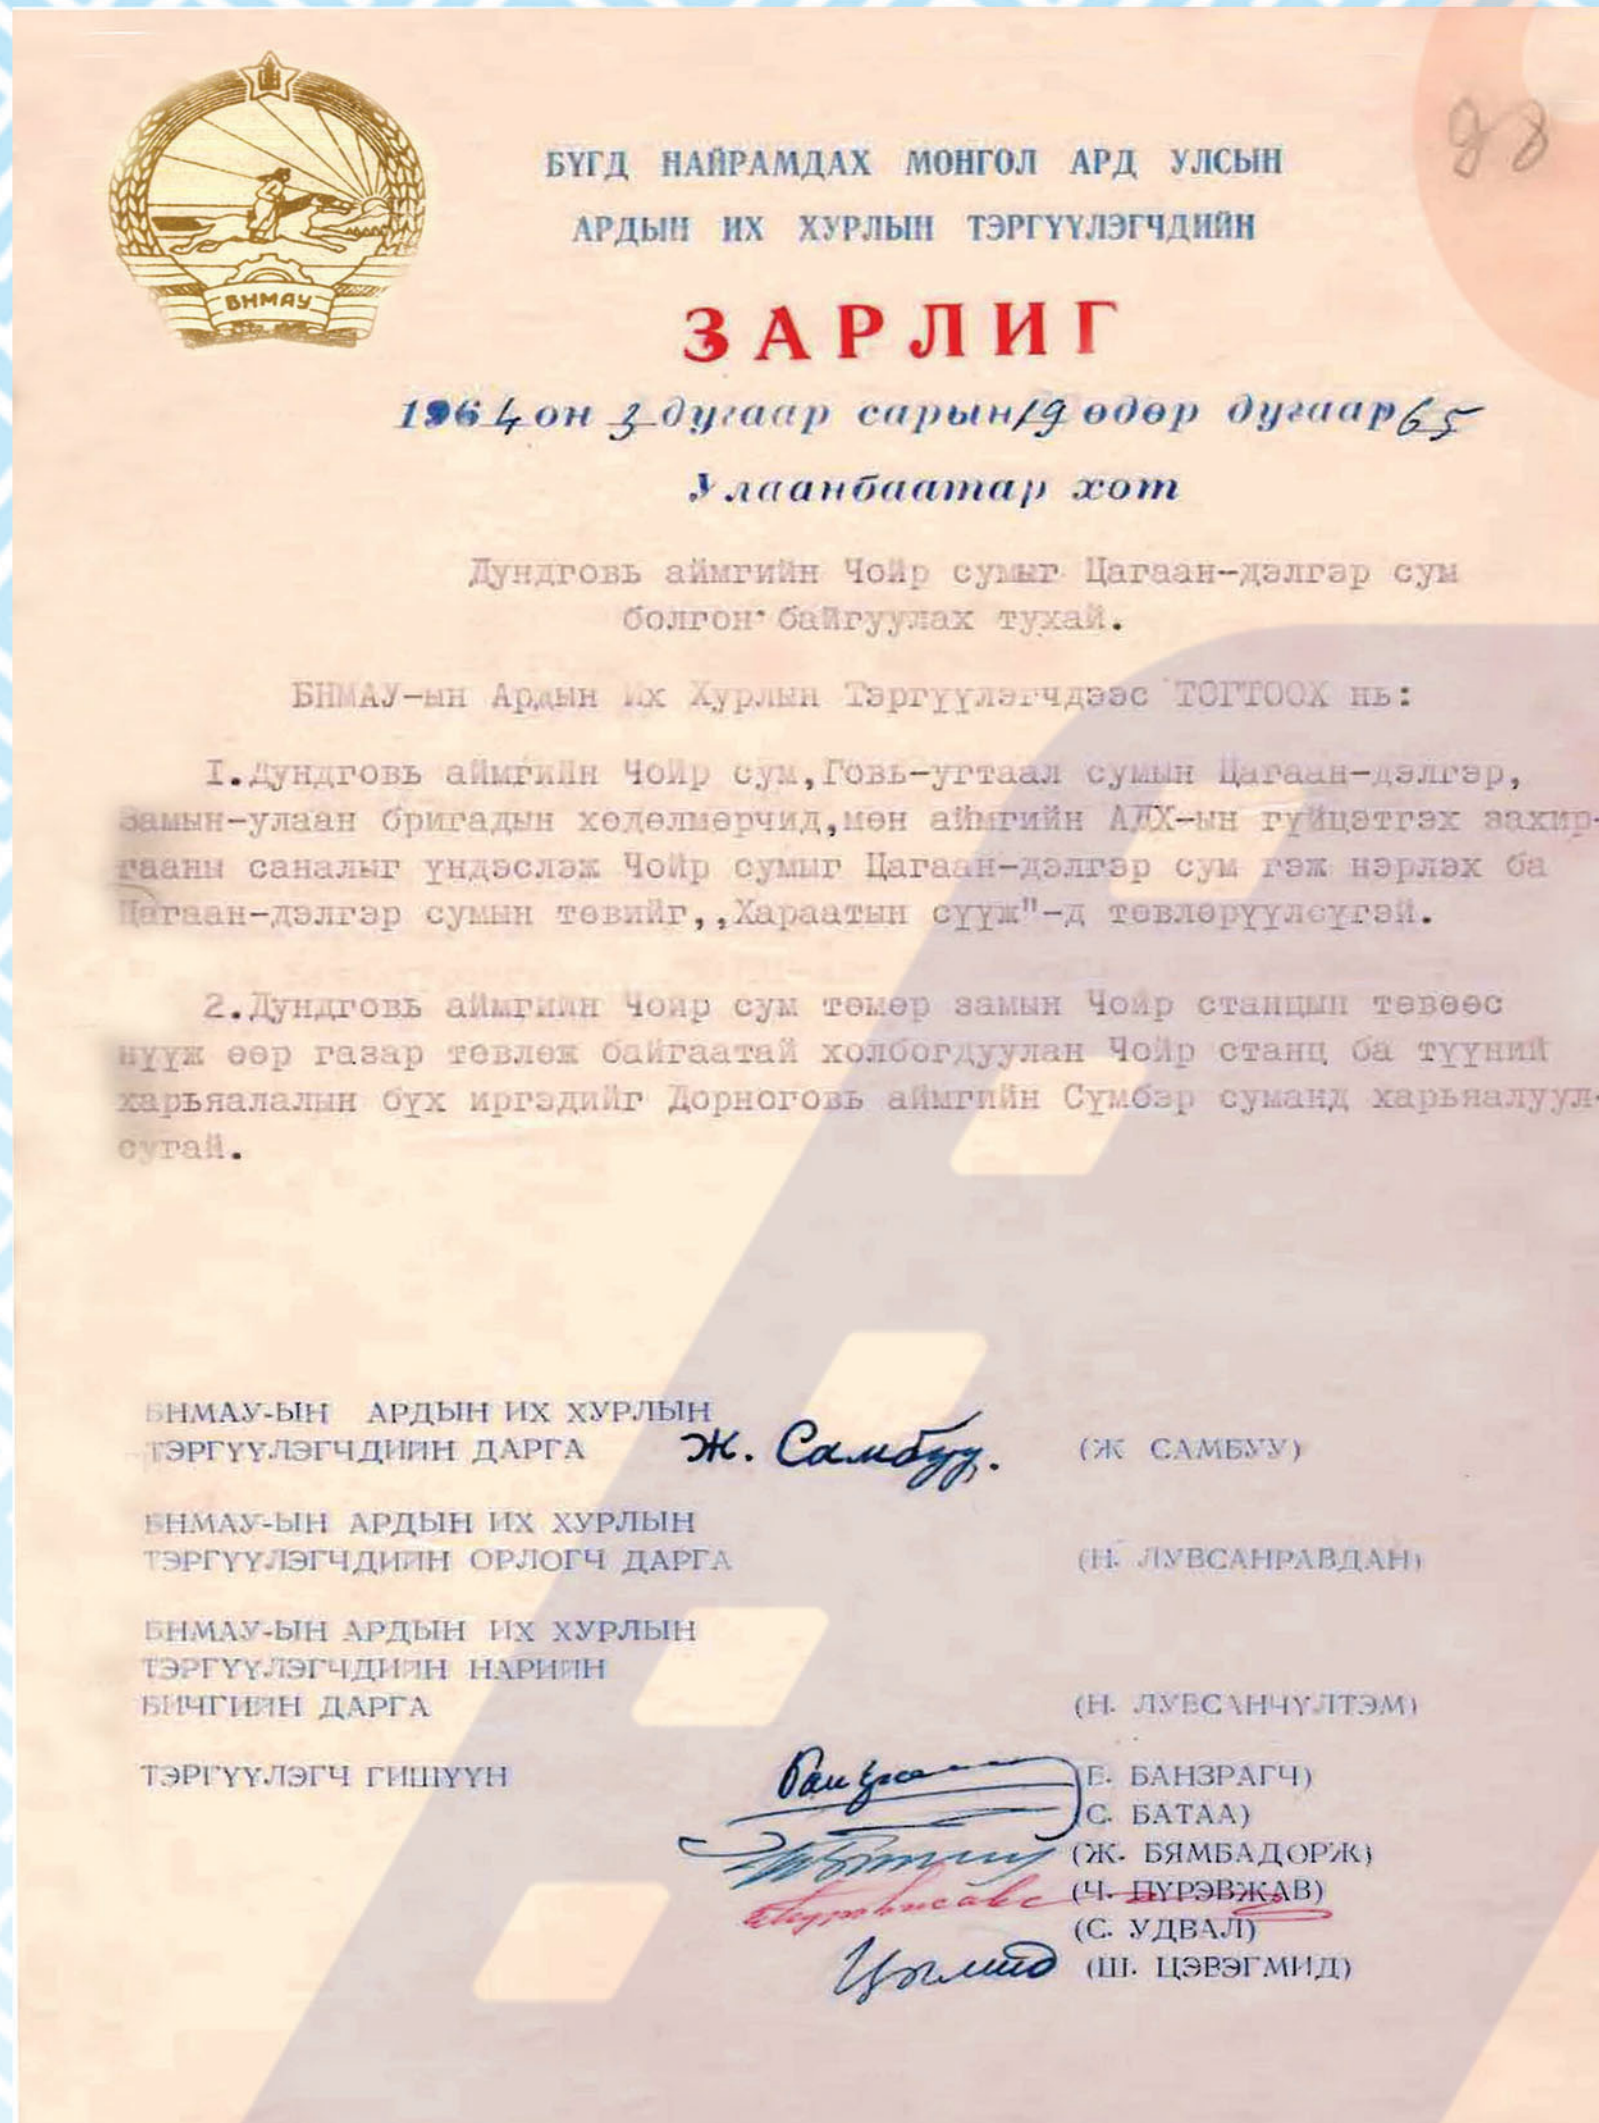 98
БНМАУ
БҮГД НАЙРАМДАХ МОНГОЛ АРД УЛСЫН
АРДЫН ИХ ХУРЛЫН ТЭРГҮҮЛЭГЧДИЙН
ЗАРЛИГ
1964 он 3 дугаар сарын 19 өдөр дугаар 65
Улаанбаатар хот
Дундговь аймгийн Чойр сумыг Цагаан-дэлгэр сум
болгон байгуулах тухай.
БНМАУ-ын Ардын Их Хурлын Тэргүүлэгчдээс ТОГТООХ нь:
I.Дундговь аймгийн Чойр сум,Говь-угтаал сумын Цагаан-дэлгэр,
Замын-улаан бригадын хөдөлмөрчид,мөн аймгийн АДХ-ын гүйцэтгэх захир-
гааны саналыг үндэслэж Чойр сумыг Цагаан-дэлгэр сум гэж нэрлэх ба
Цагаан-дэлгэр сумын төвийг,,Хараатын сүүж"-д төвлөрүүлсүгэй.
2.Дундговь аймгийн Чойр сум төмөр замын Чойр станцын төвөөс
нүүж өөр газар төвлөж байгаатай холбогдуулан Чойр станц ба түүний
харьяалалын бүх иргэдийг Дорноговь аймгийн Сүмбэр суманд харьяалуул-
сугай.
БНМАУ-ЫН АРДЫН ИХ ХУРЛЫН
ТЭРГҮҮЛЭГЧДИЙН ДАРГА Ж. Самбуу. (Ж САМБУУ)
БНМАУ-ЫН АРДЫН ИХ ХУРЛЫН
ТЭРГҮҮЛЭГЧДИЙН ОРЛОГЧ ДАРГА (Н. ЛУВСАНРАВДАН)
БНМАУ-ЫН АРДЫН ИХ ХУРЛЫН
ТЭРГҮҮЛЭГЧДИЙН НАРИЙН
БИЧГИЙН ДАРГА (Н. ЛУВСАНЧҮЛТЭМ)
ТЭРГҮҮЛЭГЧ ГИШҮҮН (Б. БАНЗРАГЧ)
(С. БАТАА)
(Ж. БЯМБАДОРЖ)
(Ч. ПҮРЭВЖАВ)
(С. УДВАЛ)
(Ш. ЦЭВЭГМИД)